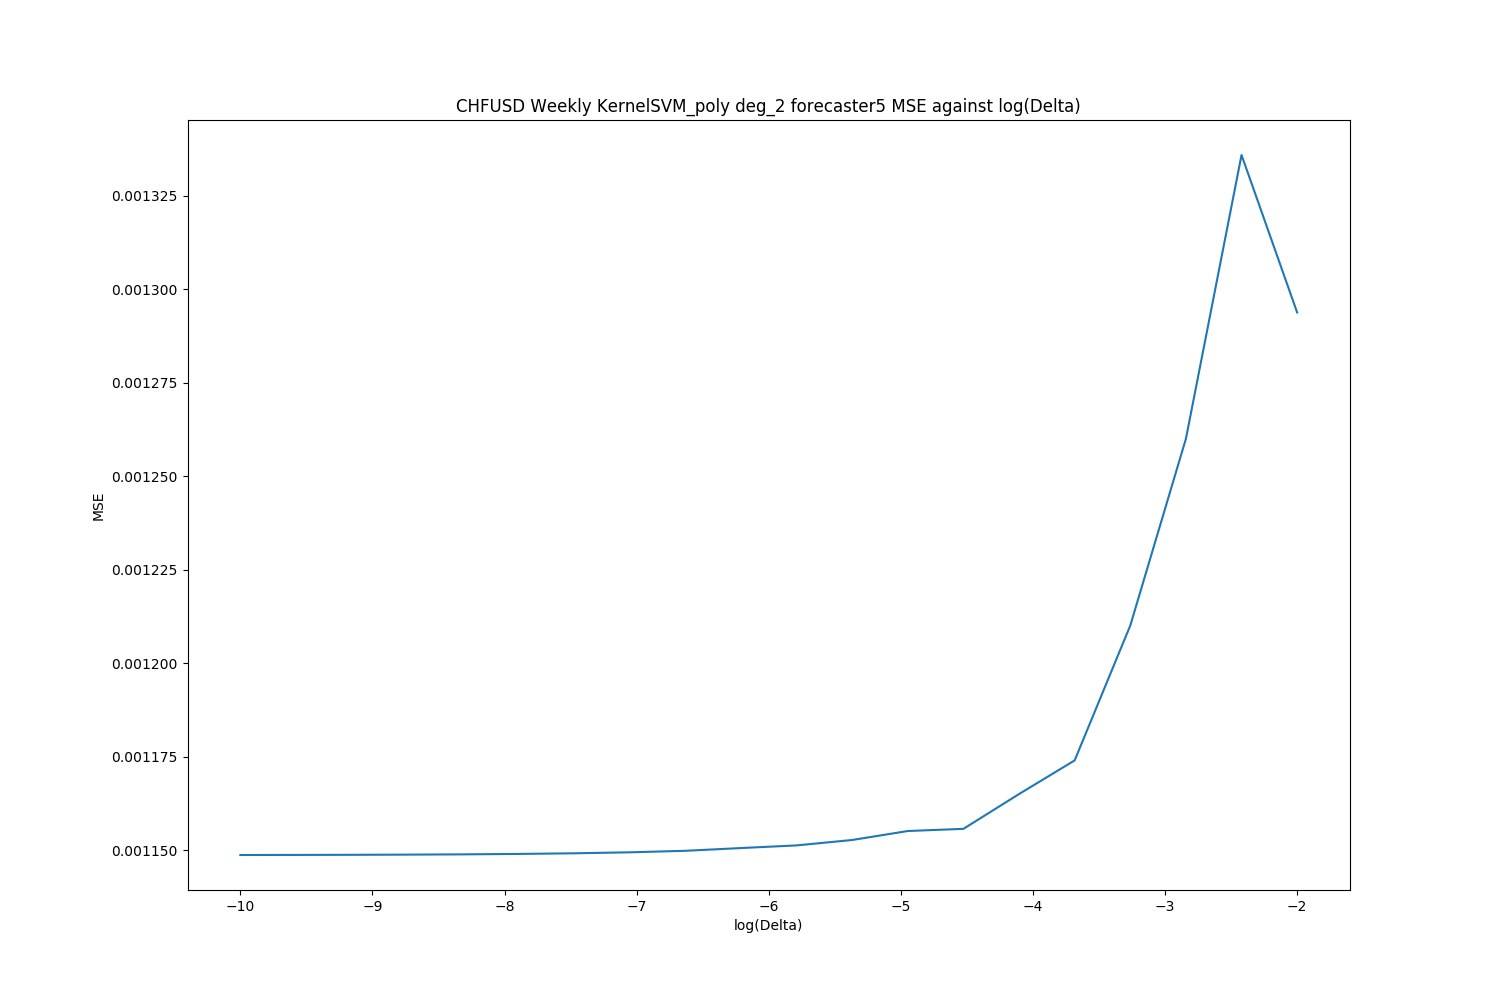 CHFUSD Weekly KernelSVM_poly deg_2 forecaster5 MSE against log(Delta)
0.001325
0.001300
0.001275
0.001250
MSE
0.001225
0.001200
0.001175
0.001150
−10 −9 −8 −7 −6 −5 −4 −3 −2
log(Delta)